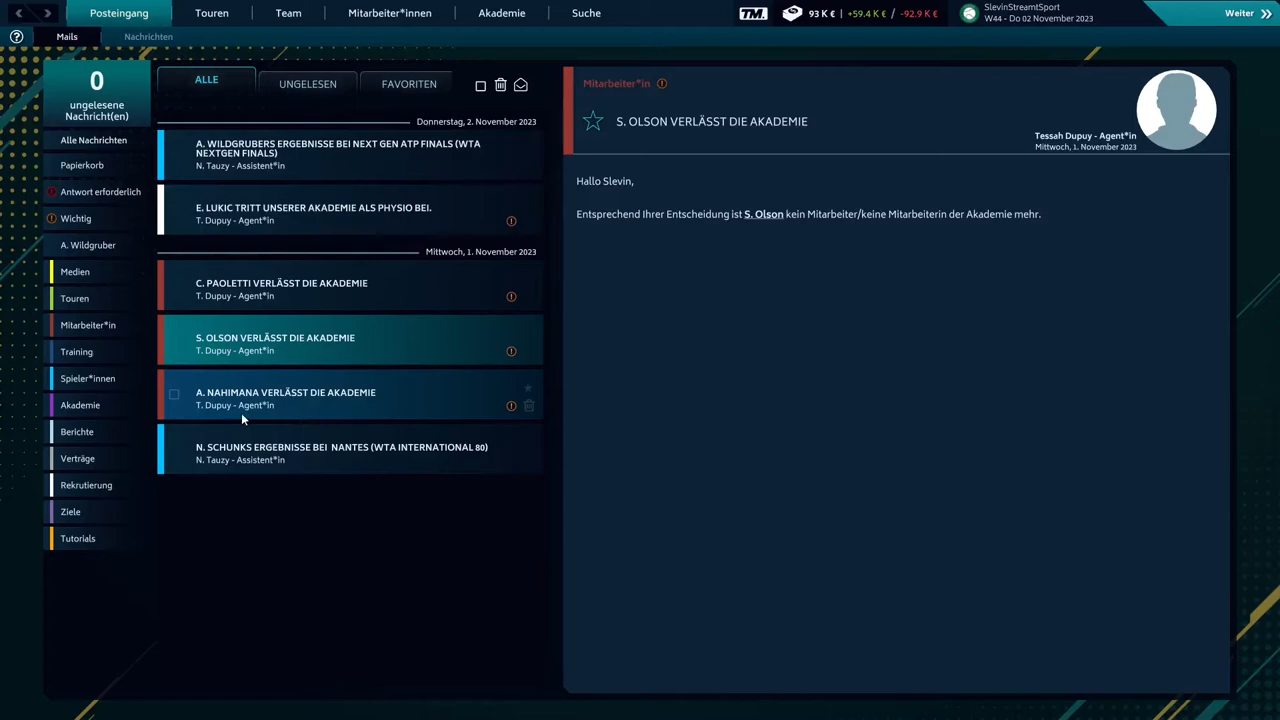 Posteingang
Touren
Team
Mitarbeiter*innen
Akademie
Suche
TM.
93 K € | +59.4 K € / -92.9 K €
SlevinStreamtSport
W44 - Do 02 November 2023
Weiter
Mails
Nachrichten
0
ungelesene
Nachricht(en)
Alle Nachrichten
Papierkorb
Antwort erforderlich
Wichtig
A. Wildgruber
Medien
Touren
Mitarbeiter*in
Training
Spieler*innen
Akademie
Berichte
Verträge
Rekrutierung
Ziele
Tutorials
ALLE
UNGELESEN
FAVORITEN
Donnerstag, 2. November 2023
A. WILDGRUBERS ERGEBNISSE BEI NEXT GEN ATP FINALS (WTA
NEXTGEN FINALS)
N. Tauzy - Assistent*in
E. LUKIC TRITT UNSERER AKADEMIE ALS PHYSIO BEI.
T. Dupuy - Agent*in
Mittwoch, 1. November 2023
C. PAOLETTI VERLÄSST DIE AKADEMIE
T. Dupuy - Agent*in
S. OLSON VERLÄSST DIE AKADEMIE
T. Dupuy - Agent*in
A. NAHIMANA VERLÄSST DIE AKADEMIE
T. Dupuy - Agent*in
N. SCHUNKS ERGEBNISSE BEI NANTES (WTA INTERNATIONAL 80)
N. Tauzy - Assistent*in
Mitarbeiter*in
S. OLSON VERLÄSST DIE AKADEMIE
Tessah Dupuy - Agent*in
Mittwoch, 1. November 2023
Hallo Slevin,
Entsprechend Ihrer Entscheidung ist S. Olson kein Mitarbeiter/keine Mitarbeiterin der Akademie mehr.